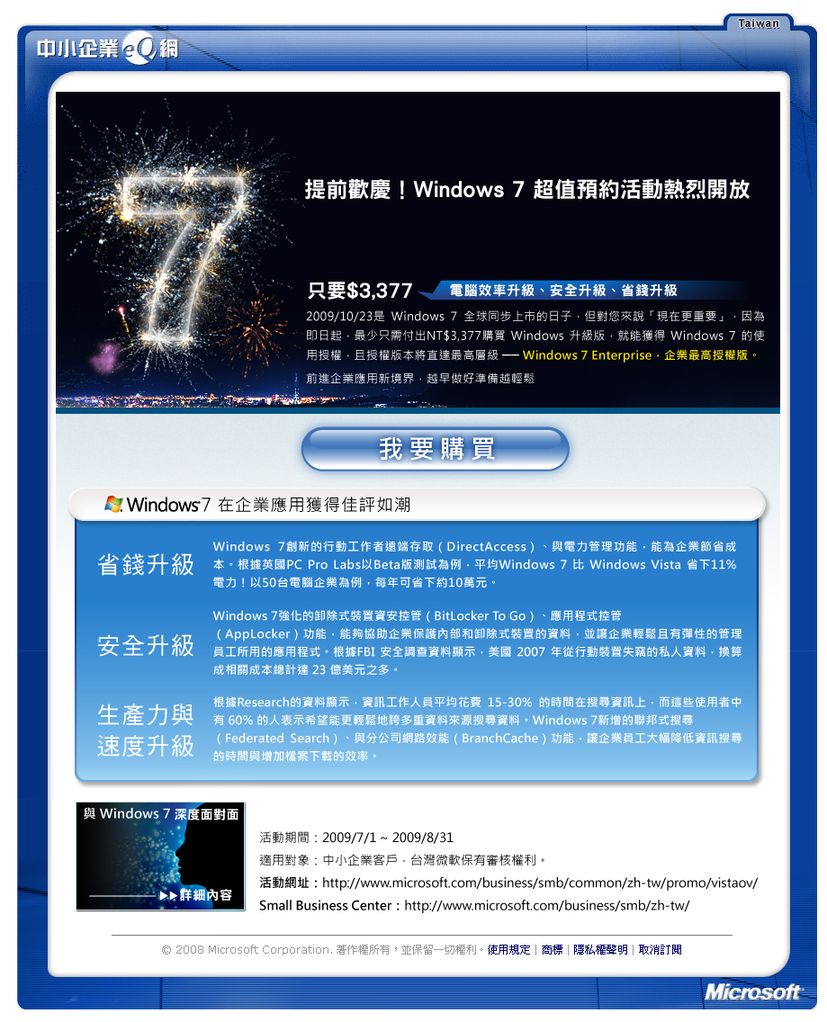 Taiwan
中小企業eQ網
提前歡慶！Windows 7 超值預約活動熱烈開放
只要$3,377 電腦效率升級、安全升級、省錢升級
2009/10/23是 Windows 7 全球同步上市的日子，但對您來說「現在更重要」，因為
即日起，最少只需付出NT$3,377購買 Windows 升級版，就能獲得 Windows 7 的使
用授權，且授權版本將直達最高層級 ── Windows 7 Enterprise，企業最高授權版。
前進企業應用新境界，越早做好準備越輕鬆
我要購買
Windows 7 在企業應用獲得佳評如潮
省錢升級
Windows 7創新的行動工作者遠端存取（DirectAccess）、與電力管理功能，能為企業節省成
本。根據英國PC Pro Labs以Beta版測試為例，平均Windows 7 比 Windows Vista 省下11%
電力！以50台電腦企業為例，每年可省下約10萬元。
安全升級
Windows 7強化的卸除式裝置資安控管（BitLocker To Go）、應用程式控管
（AppLocker）功能，能夠協助企業保護內部和卸除式裝置的資料，並讓企業輕鬆且有彈性的管理
員工所用的應用程式。根據FBI 安全調查資料顯示，美國 2007 年從行動裝置失竊的私人資料，換算
成相關成本總計達 23 億美元之多。
生產力與
速度升級
根據Research的資料顯示，資訊工作人員平均花費 15-30% 的時間在搜尋資訊上，而這些使用者中
有 60% 的人表示希望能更輕鬆地跨多重資料來源搜尋資料。Windows 7新增的聯邦式搜尋
（Federated Search）、與分公司網路效能（BranchCache）功能，讓企業員工大幅降低資訊搜尋
的時間與增加檔案下載的效率。
與 Windows 7 深度面對面
▶▶詳細內容
活動期間：2009/7/1 ~ 2009/8/31
適用對象：中小企業客戶，台灣微軟保有審核權利。
活動網址：http://www.microsoft.com/business/smb/common/zh-tw/promo/vistaov/
Small Business Center：http://www.microsoft.com/business/smb/zh-tw/
© 2008 Microsoft Corporation. 著作權所有，並保留一切權利。使用規定 | 商標 | 隱私權聲明 | 取消訂閱
Microsoft